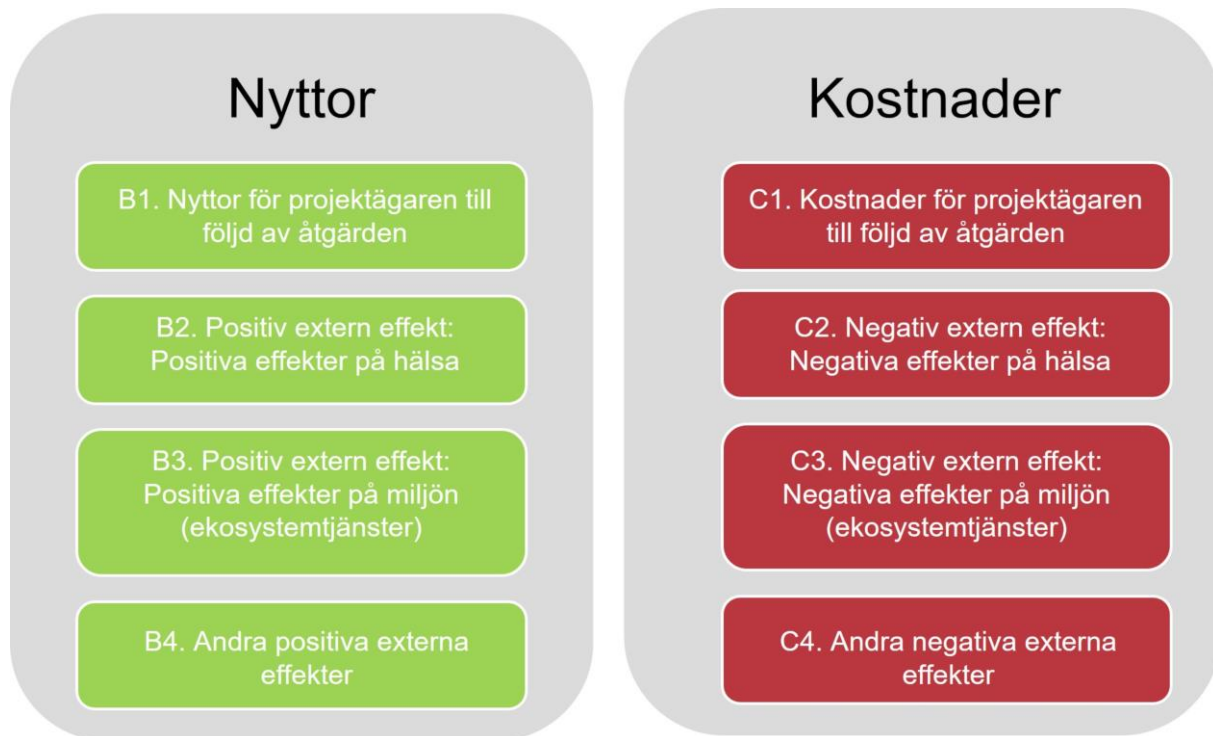 Nyttor
B1. Nyttor för projektägaren till
följd av åtgärden
B2. Positiv extern effekt:
Positiva effekter på hälsa
B3. Positiv extern effekt:
Positiva effekter på miljön
(ekosystemtjänster)
B4. Andra positiva externa
effekter
Kostnader
C1. Kostnader för projektägaren
till följd av åtgärden
C2. Negativ extern effekt:
Negativa effekter på hälsa
C3. Negativ extern effekt:
Negativa effekter på miljön
(ekosystemtjänster)
C4. Andra negativa externa
effekter